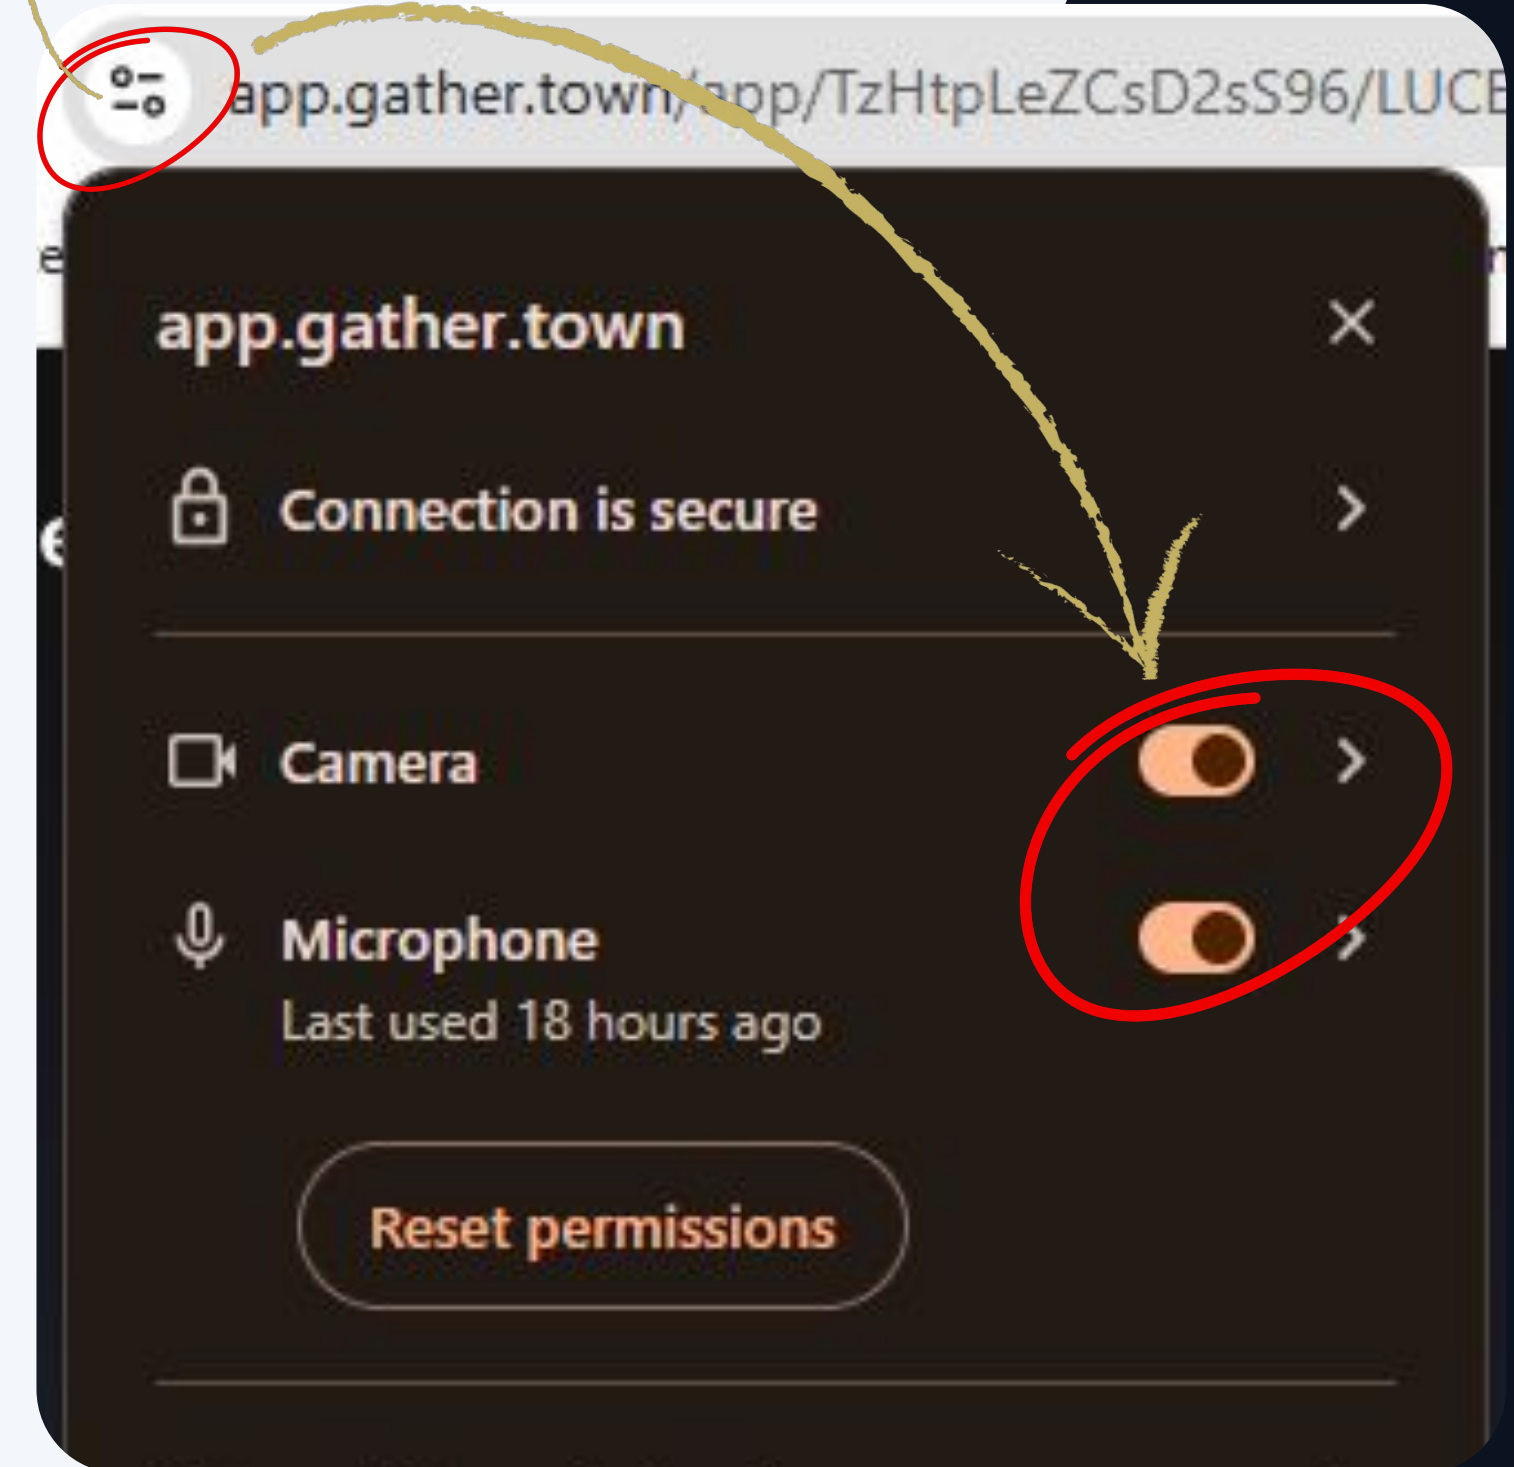 app.gather.town/app/TzHtpLeZCsD2sS96/LUCE
app.gather.town
Connection is secure
Camera
Microphone
Last used 18 hours ago
Reset permissions